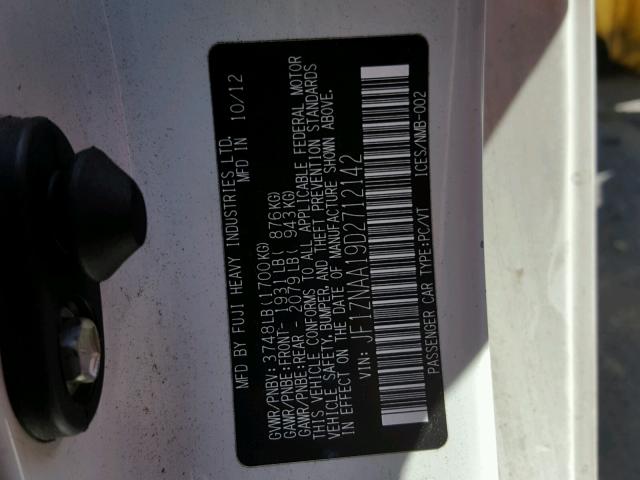 MFD BY FUJI HEAVY INDUSTRIES LTD. MFD IN 10/12
GVWR/PNBV: 3748LB(1700KG)
GAWR/PNBE:FRONT- 1931LB( 876KG)
GAWR/PNBE:REAR - 2079LB( 943KG)
THIS VEHICLE CONFORMS TO ALL APPLICABLE FEDERAL MOTOR
VEHICLE SAFETY,BUMPER, AND THEFT PREVENTION STANDARDS
IN EFFECT ON THE DATE OF MANUFACTURE SHOWN ABOVE.
VIN: JF1ZNAA19D2712142
PASSENGER CAR TYPE:PC/VT ICES/NMB-002